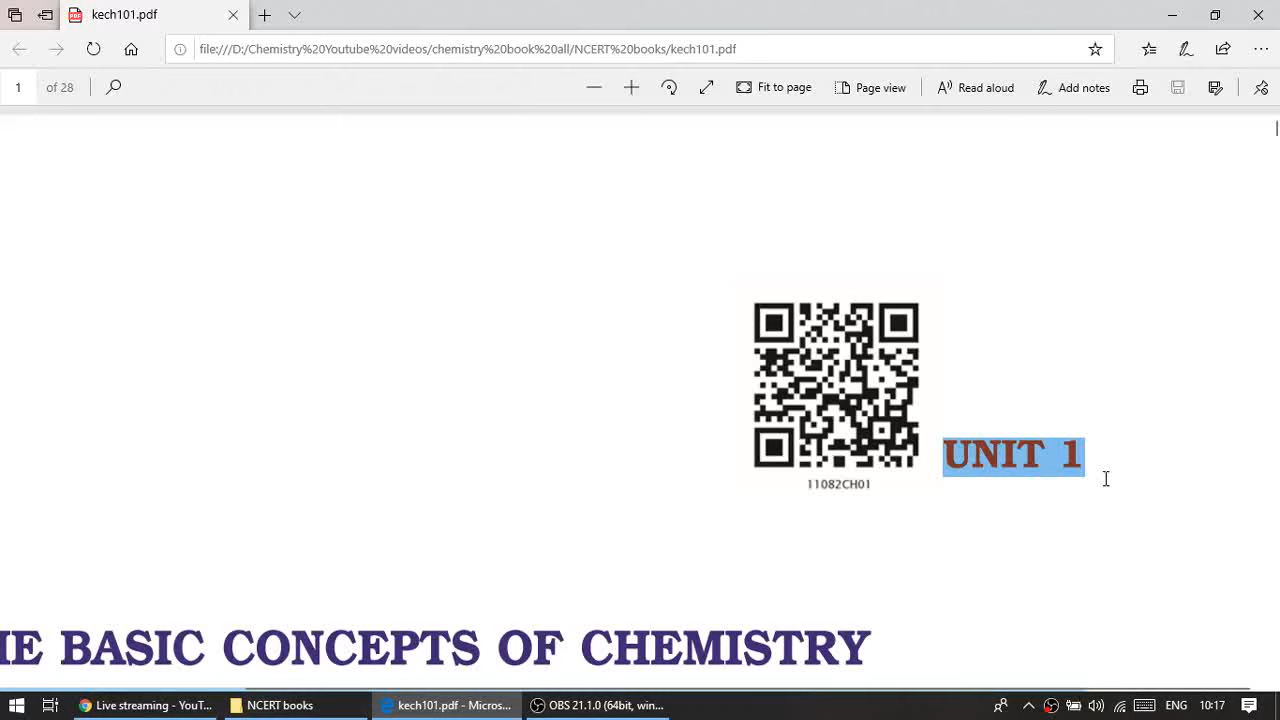 kech101.pdf
file:///D:/Chemistry%20Youtube%20videos/chemistry%20book%20all/NCERT%20books/kech101.pdf
1 of 28 Fit to page Page view Read aloud Add notes
11082CH01
UNIT 1
HE BASIC CONCEPTS OF CHEMISTRY
Live streaming - YouT... NCERT books kech101.pdf - Micros... OBS 21.1.0 (64bit, win... ENG 10:17